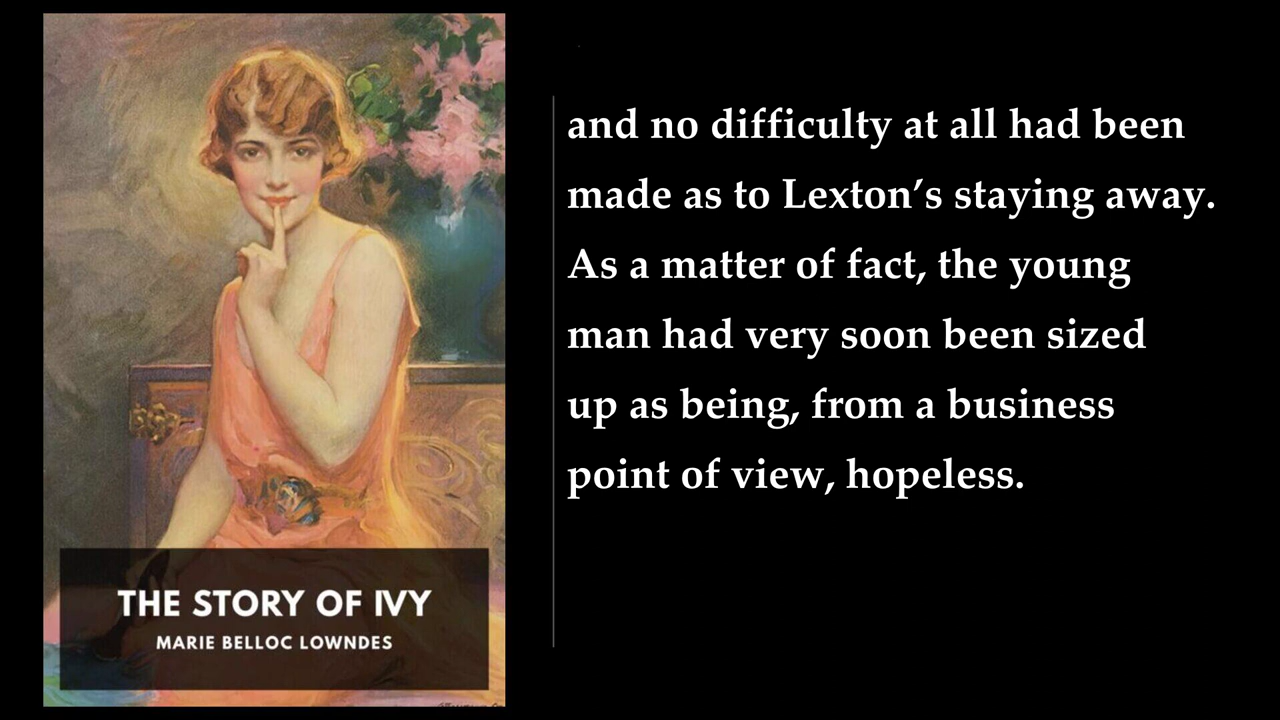 and no difficulty at all had been
made as to Lexton’s staying away.
As a matter of fact, the young
man had very soon been sized
up as being, from a business
point of view, hopeless.
THE STORY OF IVY
MARIE BELLOC LOWNDES